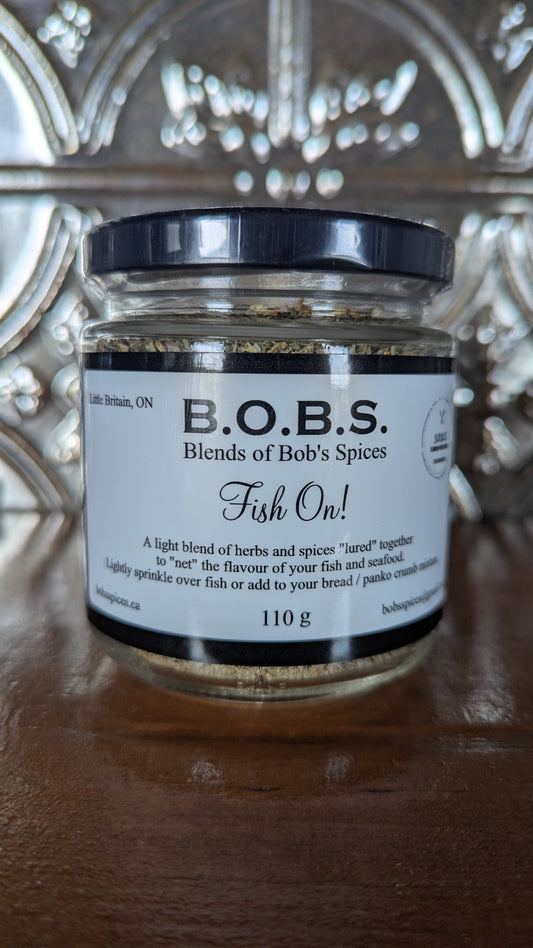 Little Britain, ON
B.O.B.S.
Blends of Bob's Spices
Fish On!
A light blend of herbs and spices "lured" together
to "net" the flavour of your fish and seafood.
Lightly sprinkle over fish or add to your bread / panko crumb mixture.
bobsspices.ca
110 g